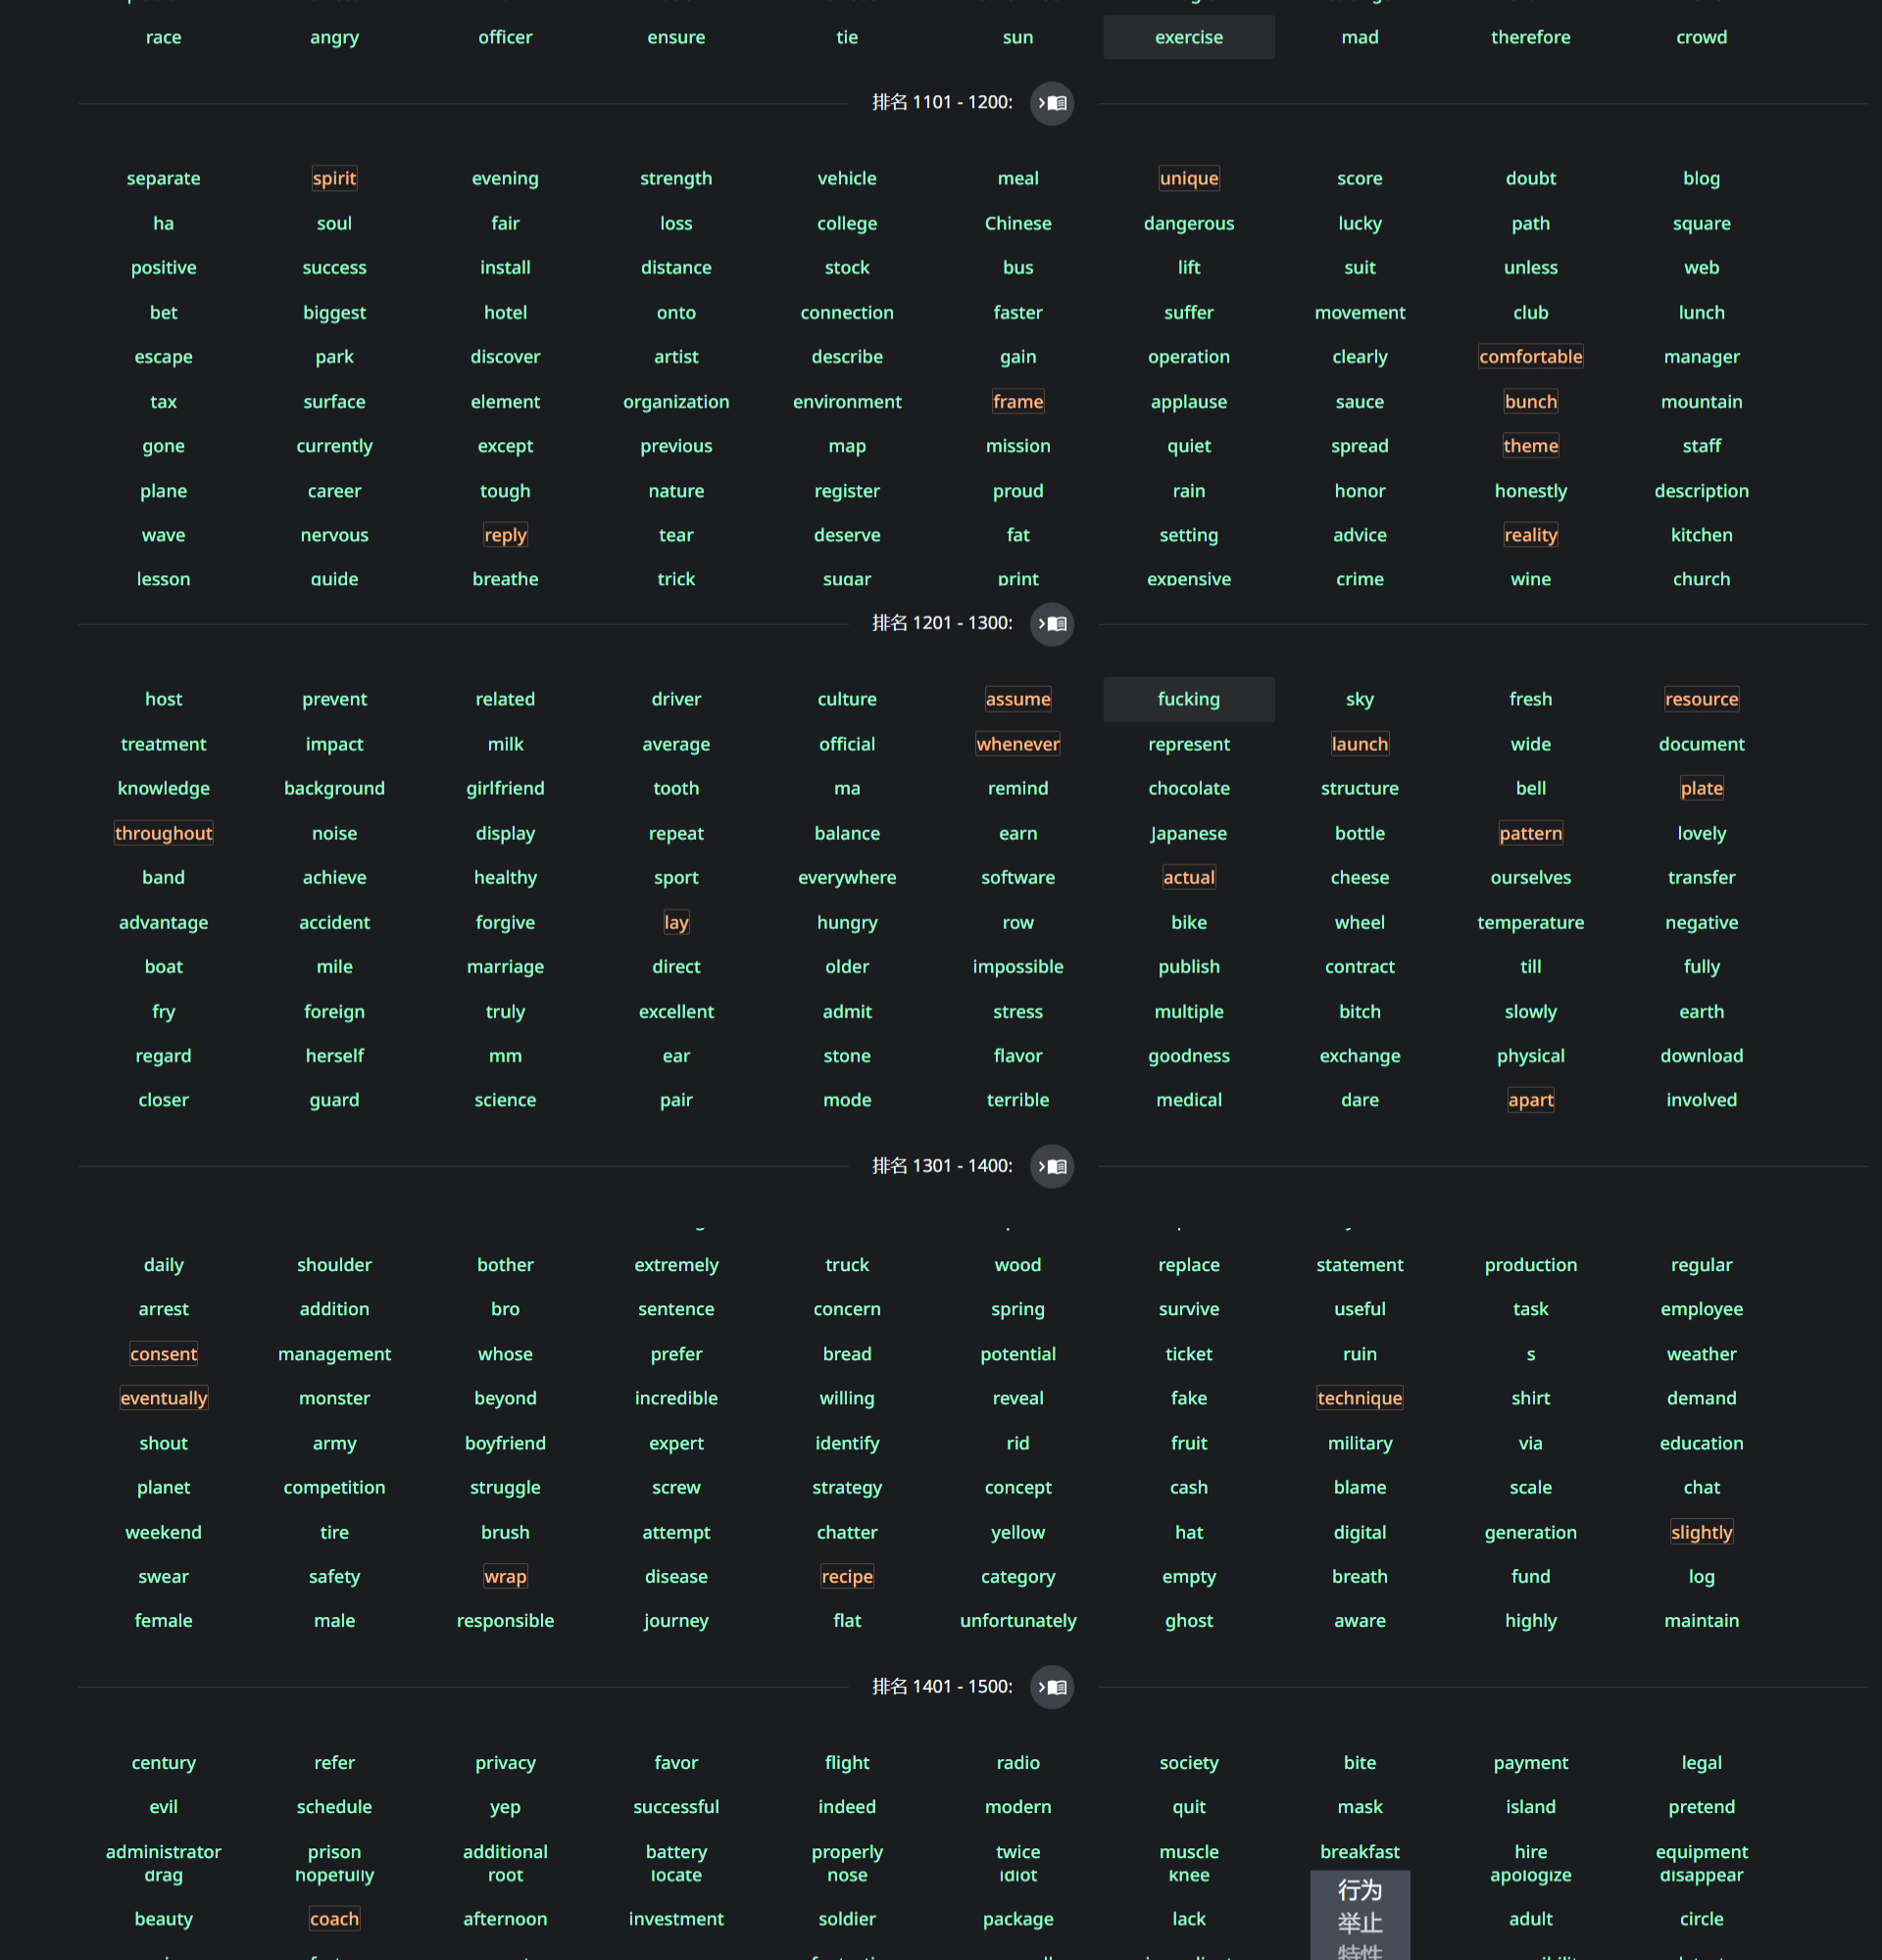 race angry officer ensure tie sun exercise mad therefore crowd
排名 1101 - 1200:
separate spirit evening strength vehicle meal unique score doubt blog
ha soul fair loss college Chinese dangerous lucky path square
positive success install distance stock bus lift suit unless web
bet biggest hotel onto connection faster suffer movement club lunch
escape park discover artist describe gain operation clearly comfortable manager
tax surface element organization environment frame applause sauce bunch mountain
gone currently except previous map mission quiet spread theme staff
plane career tough nature register proud rain honor honestly description
wave nervous reply tear deserve fat setting advice reality kitchen
lesson guide breathe trick sugar print expensive crime wine church
排名 1201 - 1300:
host prevent related driver culture assume fucking sky fresh resource
treatment impact milk average official whenever represent launch wide document
knowledge background girlfriend tooth ma remind chocolate structure bell plate
throughout noise display repeat balance earn Japanese bottle pattern lovely
band achieve healthy sport everywhere software actual cheese ourselves transfer
advantage accident forgive lay hungry row bike wheel temperature negative
boat mile marriage direct older impossible publish contract till fully
fry foreign truly excellent admit stress multiple bitch slowly earth
regard herself mm ear stone flavor goodness exchange physical download
closer guard science pair mode terrible medical dare apart involved
排名 1301 - 1400:
daily shoulder bother extremely truck wood replace statement production regular
arrest addition bro sentence concern spring survive useful task employee
consent management whose prefer bread potential ticket ruin s weather
eventually monster beyond incredible willing reveal fake technique shirt demand
shout army boyfriend expert identify rid fruit military via education
planet competition struggle screw strategy concept cash blame scale chat
weekend tire brush attempt chatter yellow hat digital generation slightly
swear safety wrap disease recipe category empty breath fund log
female male responsible journey flat unfortunately ghost aware highly maintain
排名 1401 - 1500:
century refer privacy favor flight radio society bite payment legal
evil schedule yep successful indeed modern quit mask island pretend
administrator prison additional battery properly twice muscle breakfast hire equipment
drag hopefully root locate nose idiot knee apologize disappear
行为
beauty coach afternoon investment soldier package lack adult circle
举止
特性